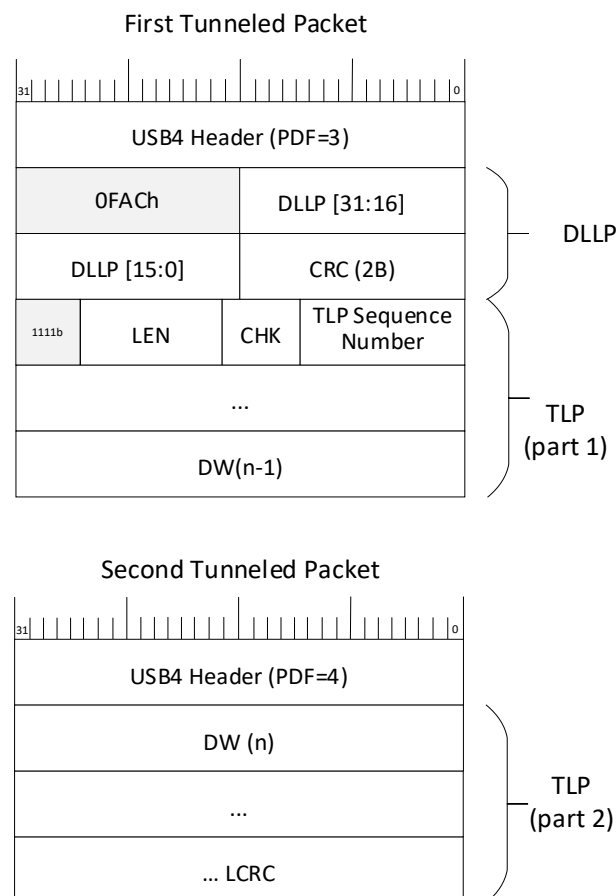 First Tunneled Packet
31 0
USB4 Header (PDF=3)
0FACh DLLP [31:16]
DLLP
DLLP [15:0] CRC (2B)
1111b LEN CHK TLP Sequence
Number
...
TLP
(part 1)
DW(n-1)
Second Tunneled Packet
31 0
USB4 Header (PDF=4)
DW (n)
...
TLP
(part 2)
... LCRC